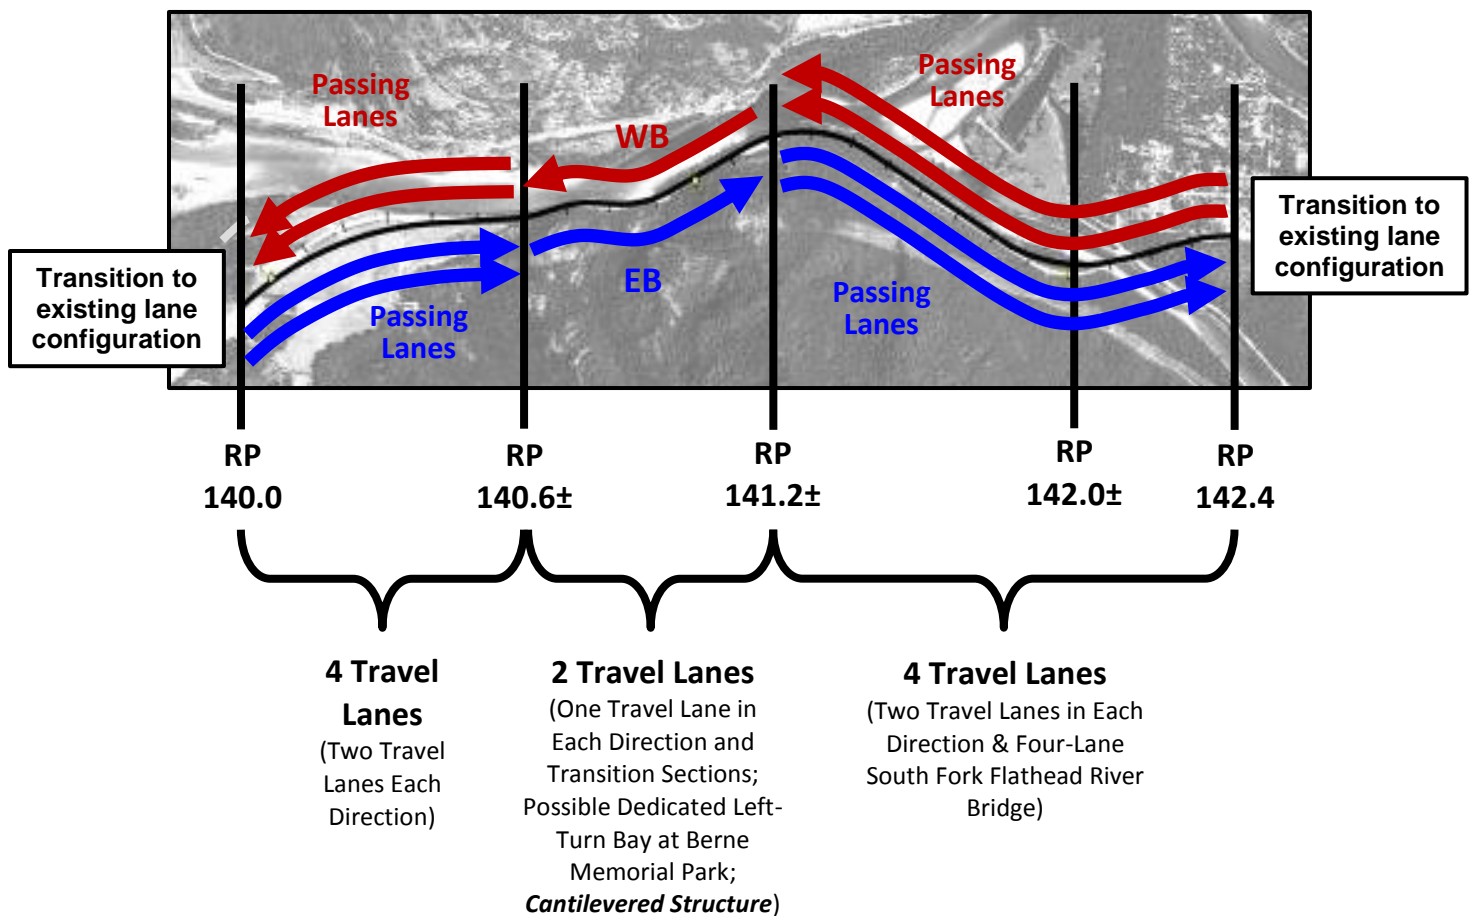 Passing
Lanes
WB
Passing
Lanes
Transition to
existing lane
configuration
Transition to
existing lane
configuration
Passing
Lanes
EB
Passing
Lanes
RP
140.0
RP
140.6±
RP
141.2±
RP
142.0±
RP
142.4
4 Travel
Lanes
(Two Travel
Lanes Each
Direction)
2 Travel Lanes
(One Travel Lane in
Each Direction and
Transition Sections;
Possible Dedicated Left-
Turn Bay at Berne
Memorial Park;
Cantilevered Structure)
4 Travel Lanes
(Two Travel Lanes in Each
Direction & Four-Lane
South Fork Flathead River
Bridge)